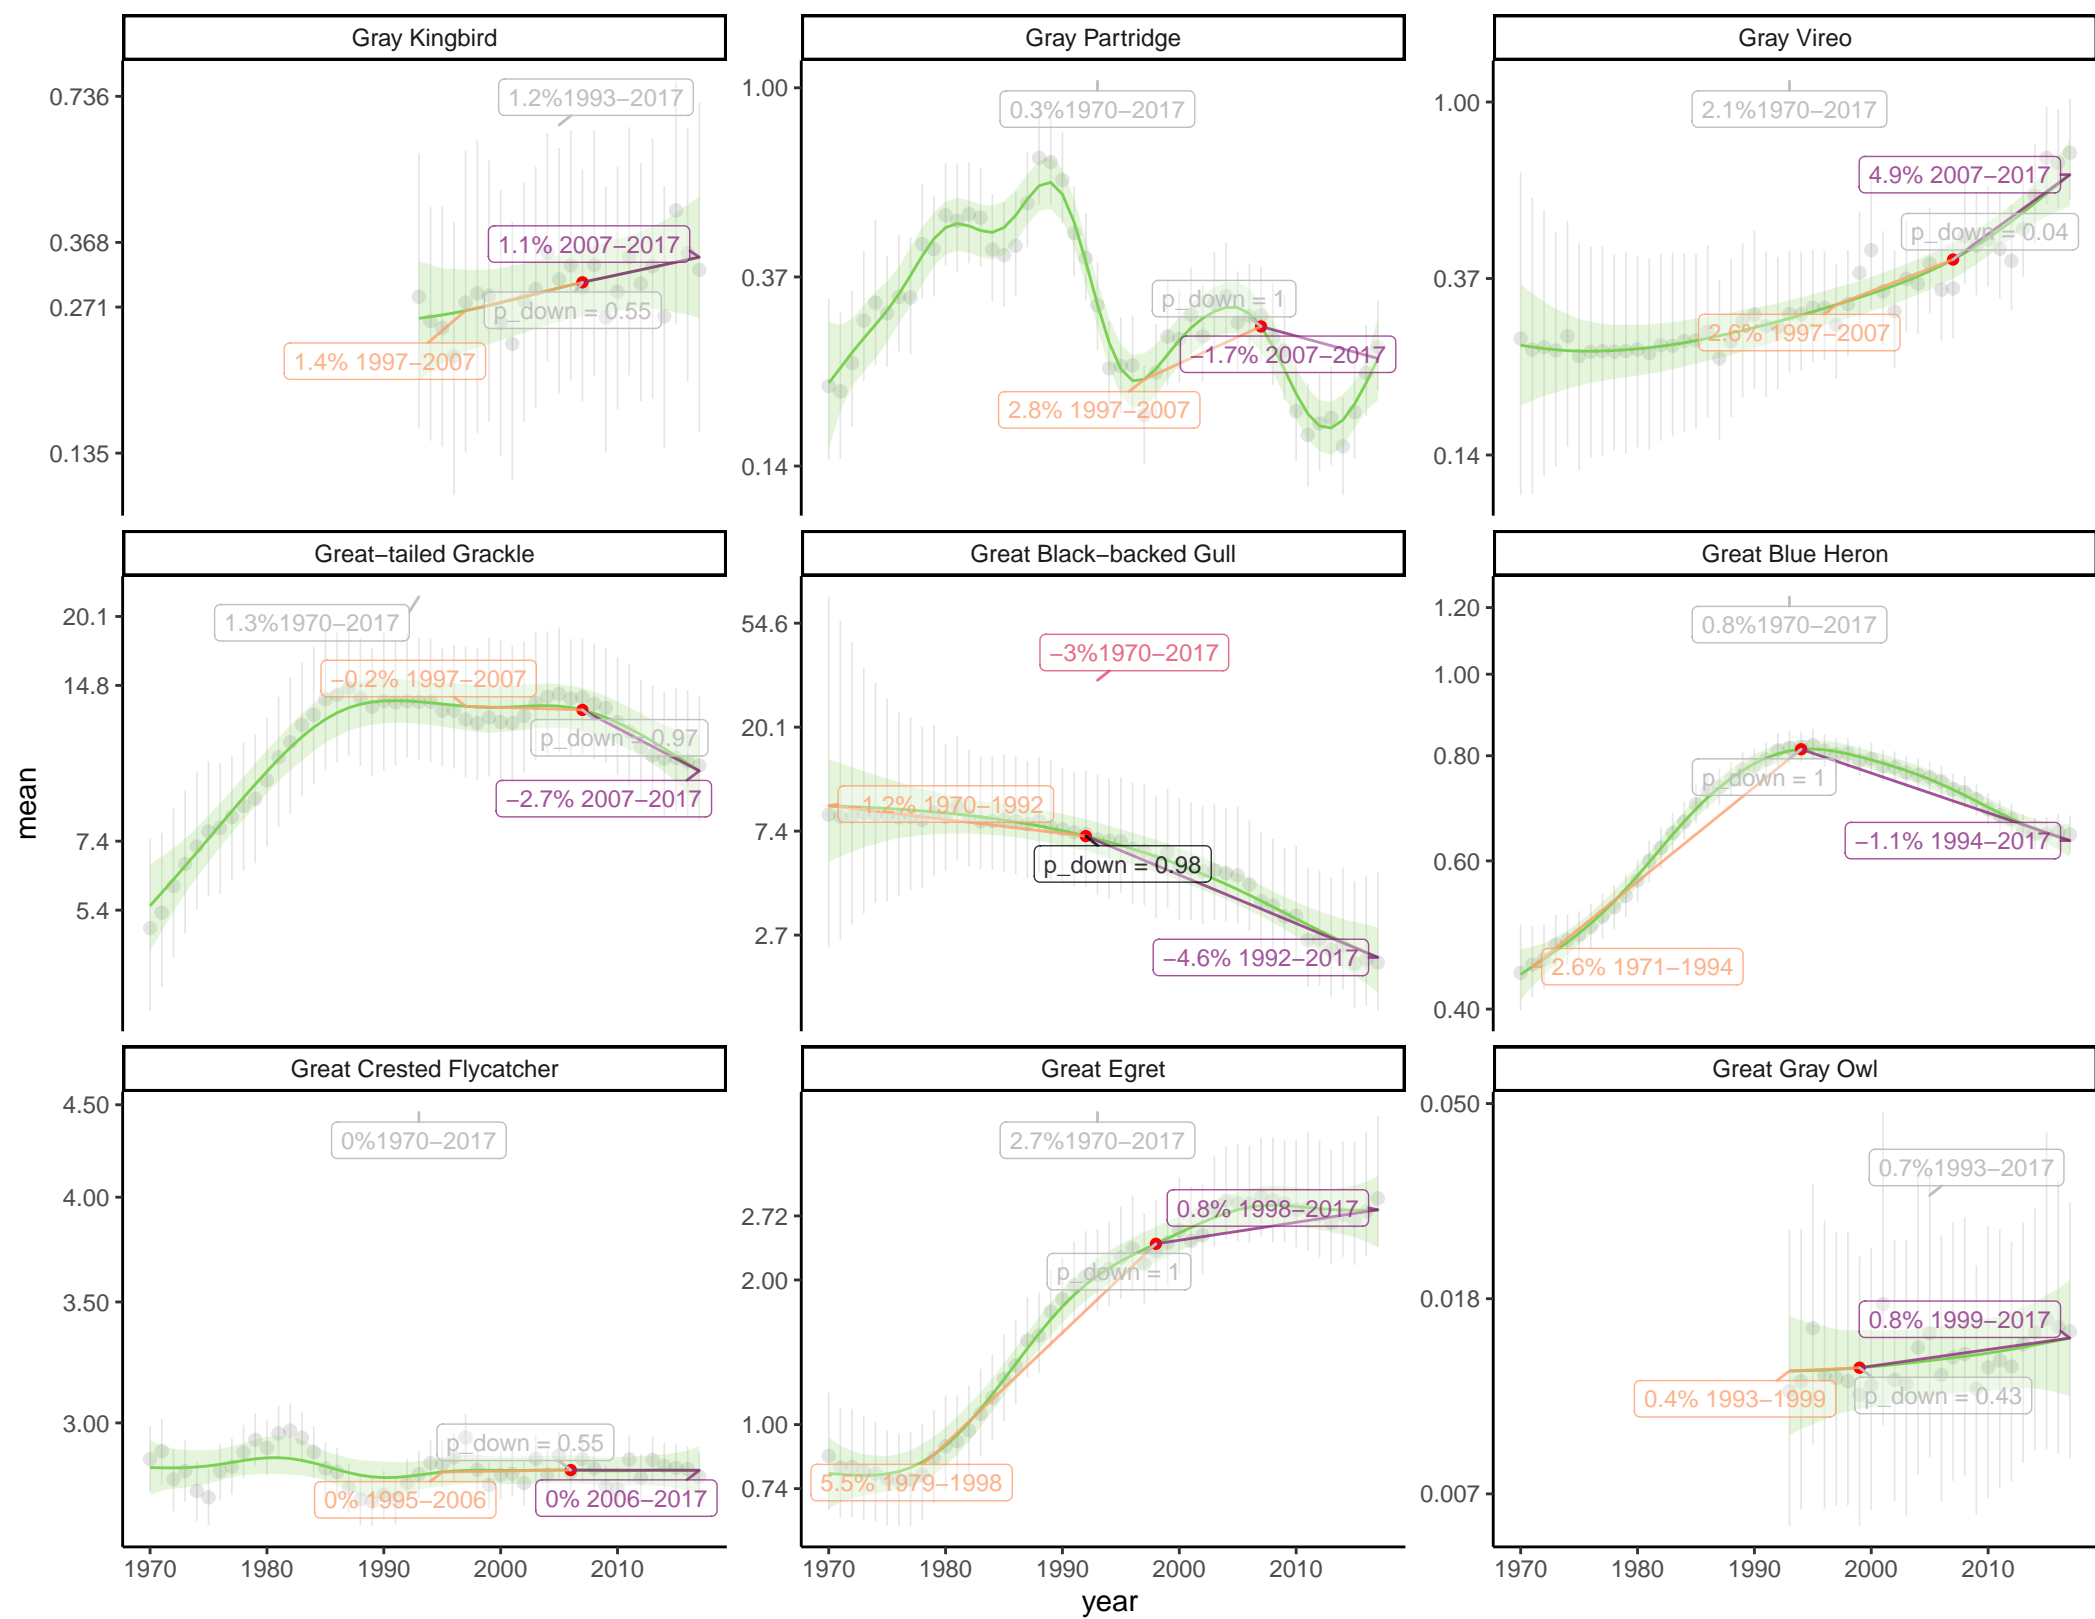 Gray Kingbird
Gray Partridge
Gray Vireo
0.736
0.368
0.271
0.135
1.2%1993−2017
1.1% 2007−2017
p_down = 0.55
1.4% 1997−2007
1.00
0.37
0.14
0.3%1970−2017
p_down = 1
−1.7% 2007−2017
2.8% 1997−2007
1.00
0.37
0.14
2.1%1970−2017
4.9% 2007−2017
p_down = 0.04
2.6% 1997−2007
Great−tailed Grackle
Great Black−backed Gull
Great Blue Heron
20.1
14.8
7.4
5.4
1.3%1970−2017
−0.2% 1997−2007
p_down = 0.97
−2.7% 2007−2017
54.6
20.1
7.4
2.7
−3%1970−2017
−1.2% 1970−1992
p_down = 0.98
−4.6% 1992−2017
1.20
1.00
0.80
0.60
0.40
0.8%1970−2017
p_down = 1
−1.1% 1994−2017
2.6% 1971−1994
mean
Great Crested Flycatcher
Great Egret
Great Gray Owl
4.50
4.00
3.50
3.00
0%1970−2017
p_down = 0.55
0% 1995−2006
0% 2006−2017
2.72
2.00
1.00
0.74
2.7%1970−2017
0.8% 1998−2017
p_down = 1
5.5% 1979−1998
0.050
0.018
0.007
0.7%1993−2017
0.8% 1999−2017
0.4% 1993−1999
p_down = 0.43
1970 1980 1990 2000 2010
1970 1980 1990 2000 2010
1970 1980 1990 2000 2010
year